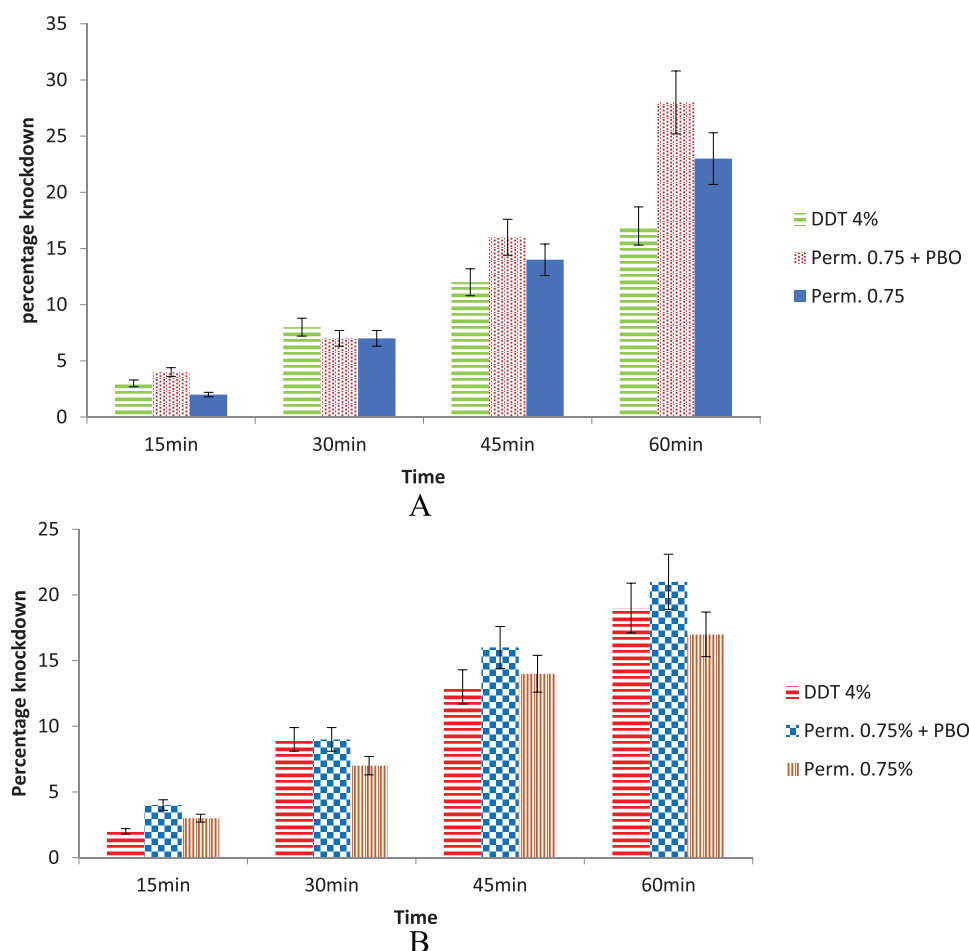 percentage knockdown
35
30
25
20
15
10
5
0
15min 30min 45min 60min
Time
DDT 4%
Perm. 0.75 + PBO
Perm. 0.75
A
Percentage knockdown
25
20
15
10
5
0
15min 30min 45min 60min
Time
DDT 4%
Perm. 0.75% + PBO
Perm. 0.75%
B